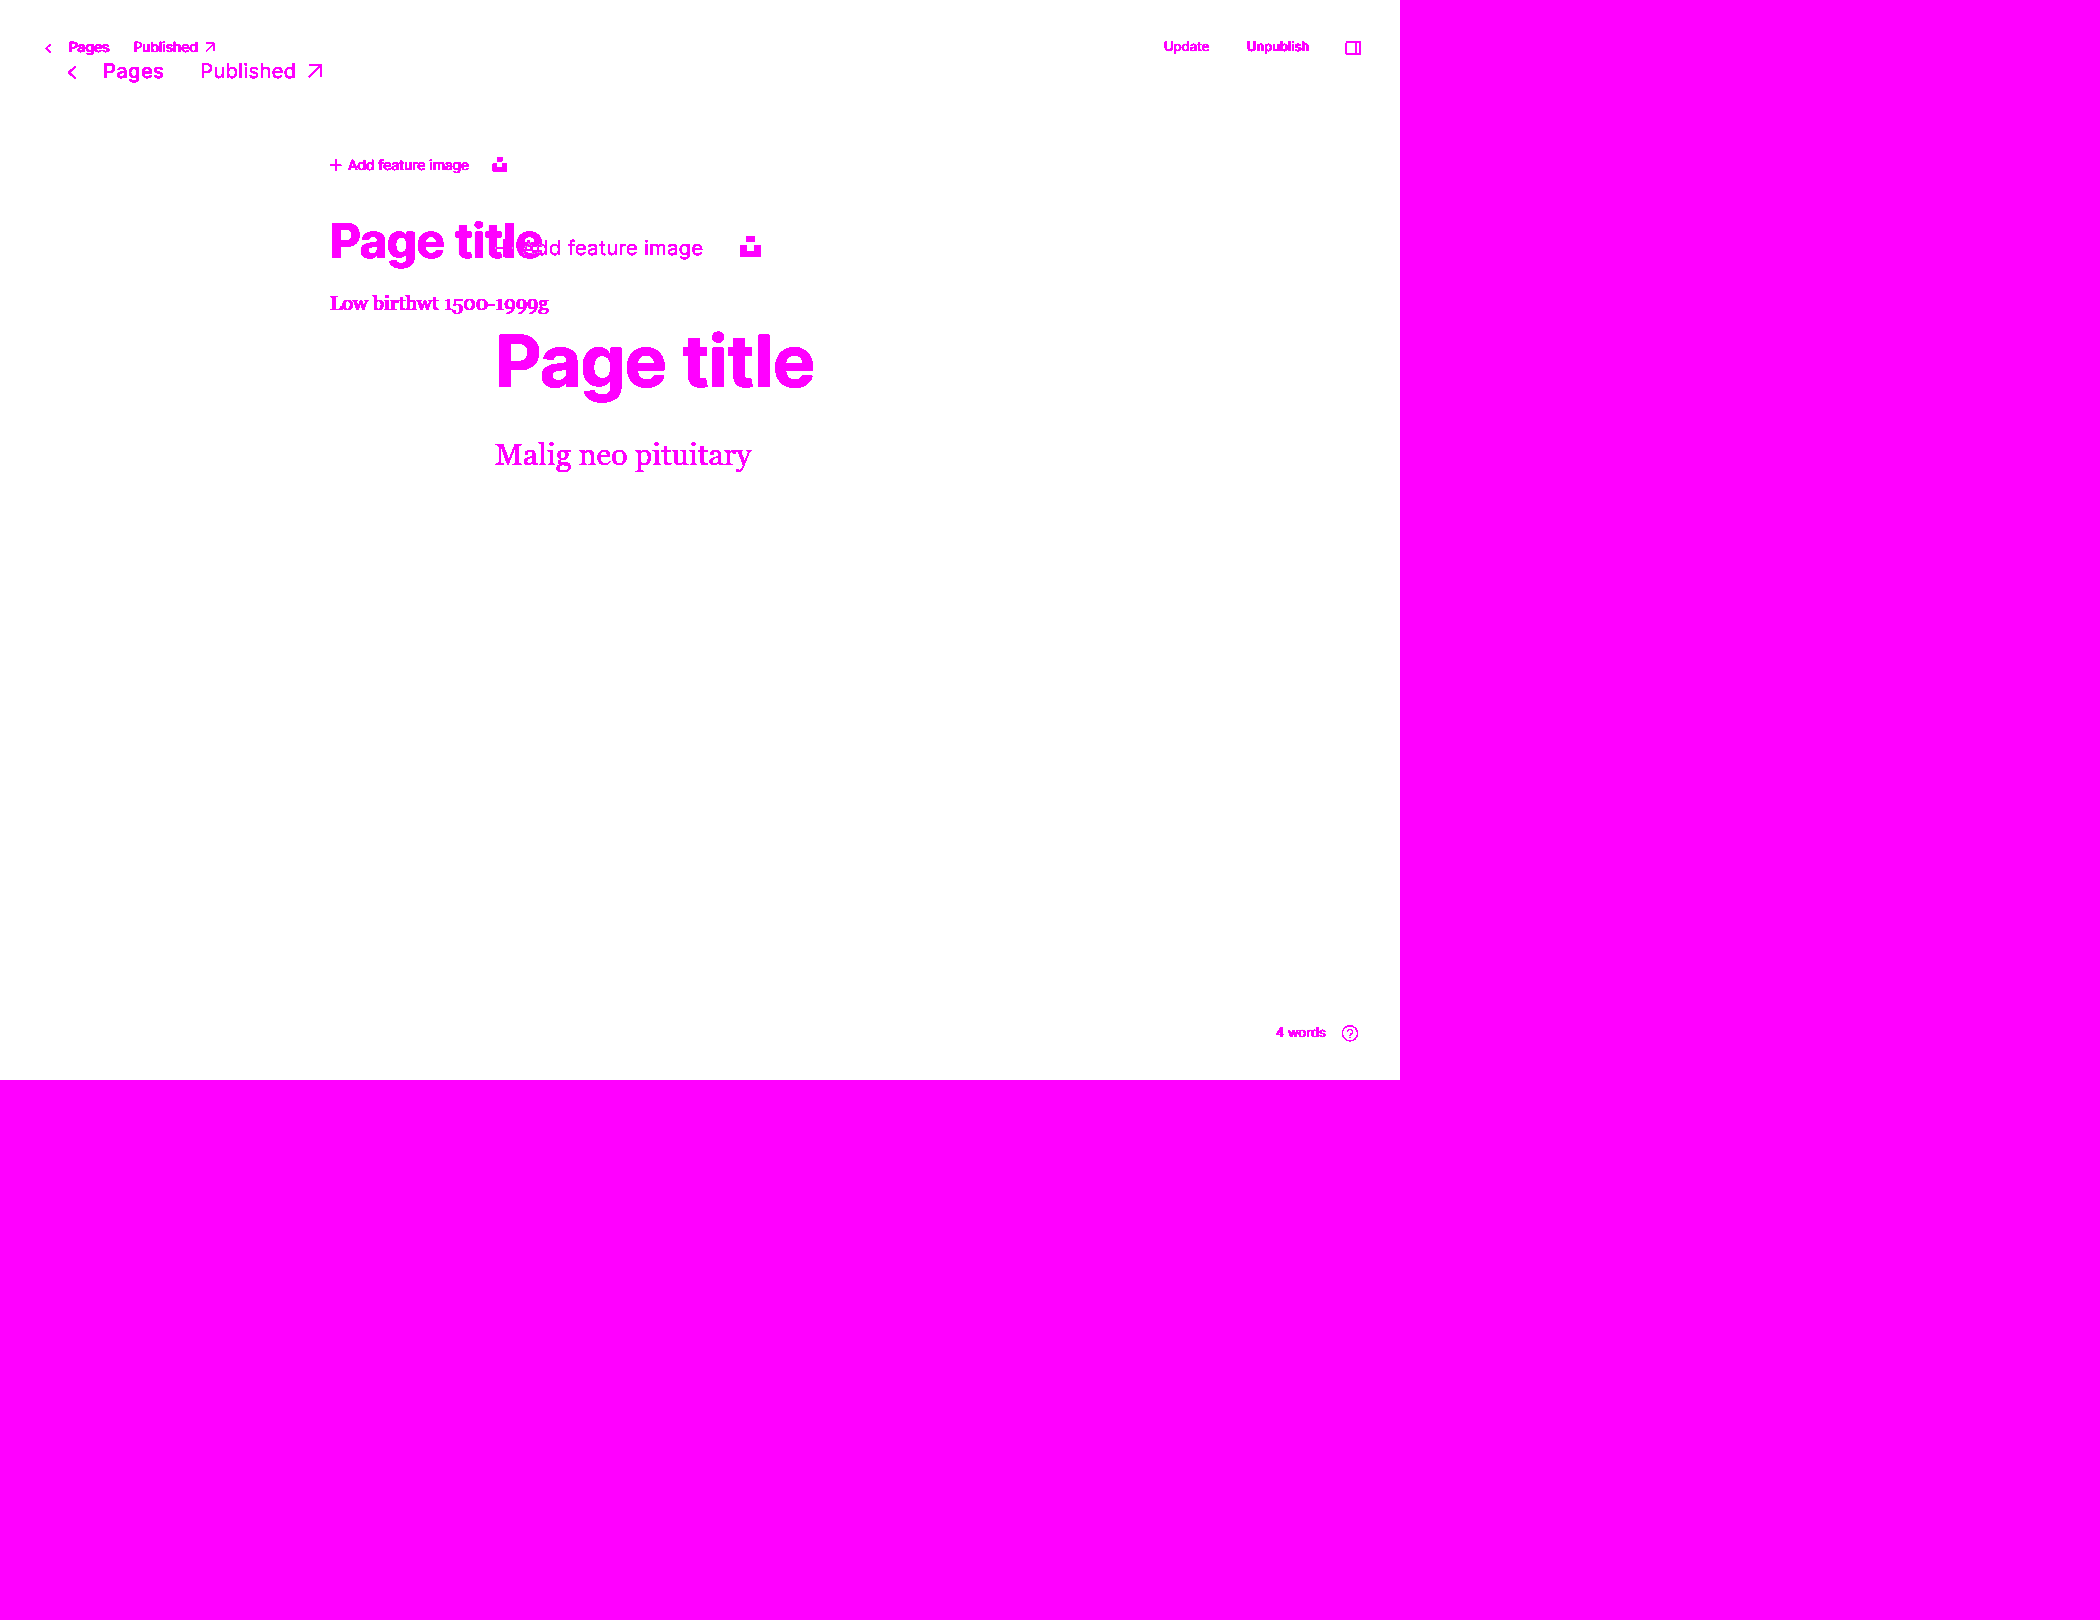 Pages Published Update Unpublish
Pages Published
Add feature image
Page title
Add feature image
Low birthwt 1500-1999g
Page title
Malig neo pituitary
4 words